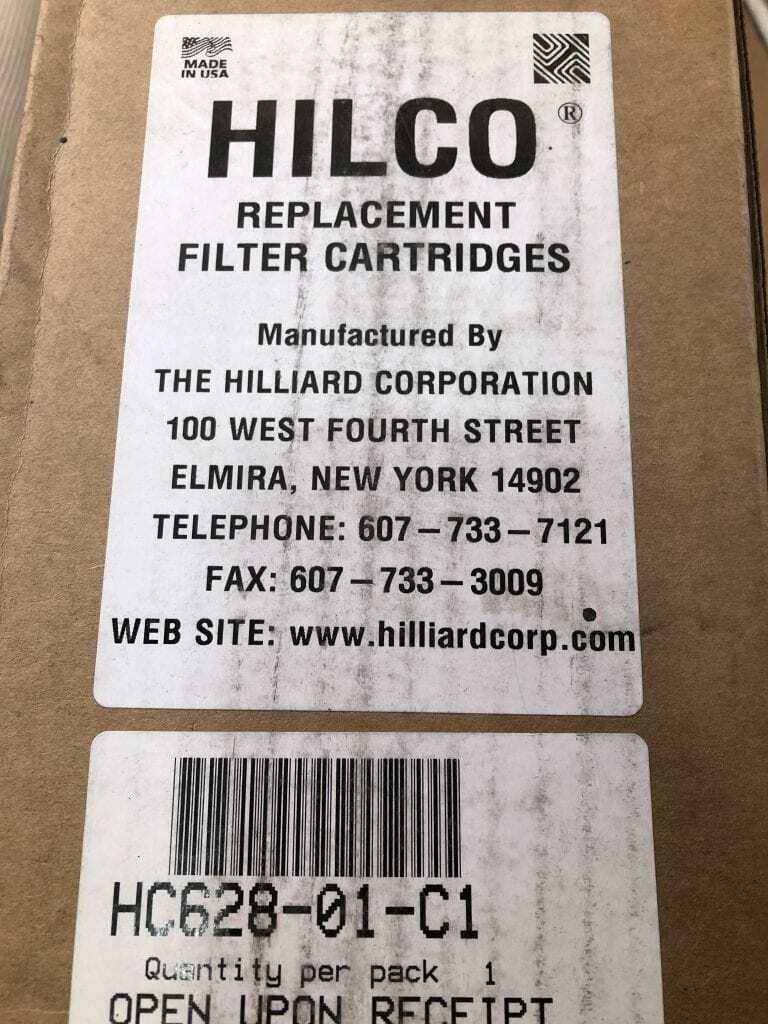 MADE
IN USA
HILCO®
REPLACEMENT
FILTER CARTRIDGES
Manufactured By
THE HILLIARD CORPORATION
100 WEST FOURTH STREET
ELMIRA, NEW YORK 14902
TELEPHONE: 607–733–7121
FAX: 607–733–3009
WEB SITE: www.hilliardcorp.com
HC628-01-C1
Quantity per pack 1
OPEN UPON RECEIPT